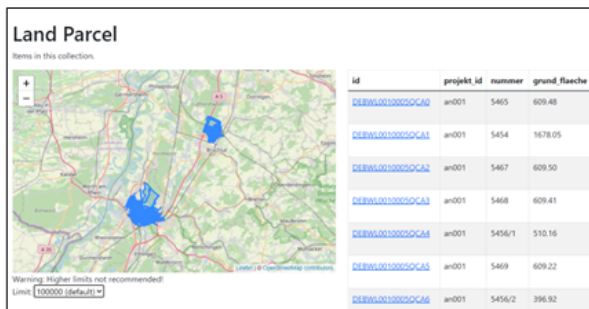 Land Parcel
Items in this collection.
+
−
Bruchsal
Leaflet | © OpenStreetMap contributors
Warning: Higher limits not recommended!
Limit: 100000 (default)
id projekt_id nummer grund_flaeche
DEBWL0010005QCA0 an001 5465 609.48
DEBWL0010005QCA1 an001 5454 1678.05
DEBWL0010005QCA2 an001 5467 609.50
DEBWL0010005QCA3 an001 5468 609.41
DEBWL0010005QCA4 an001 5456/1 510.16
DEBWL0010005QCA5 an001 5469 609.22
DEBWL0010005QCA6 an001 5456/2 396.92